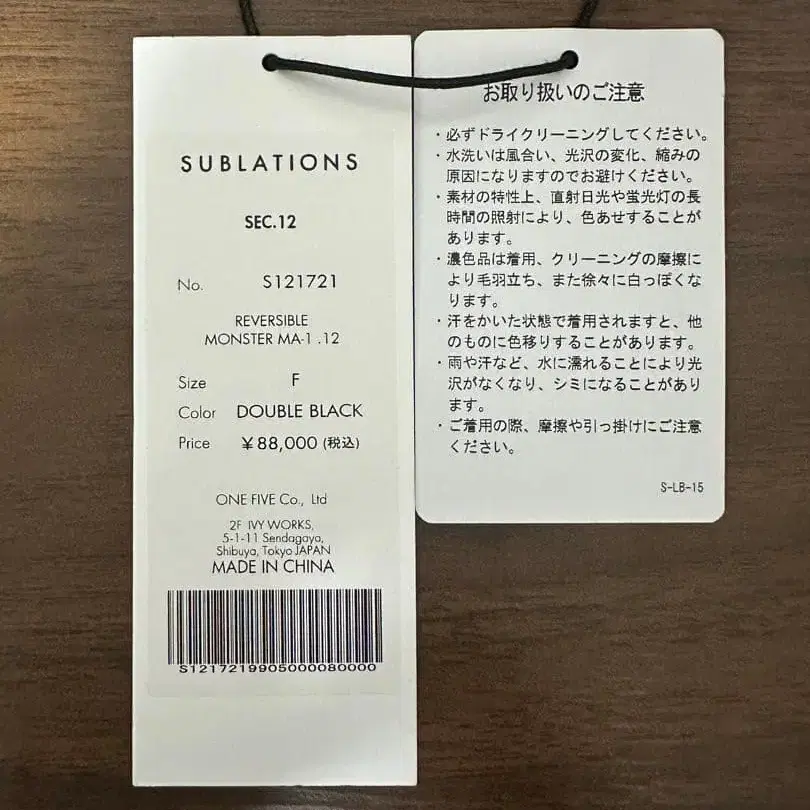 SUBLATIONS
SEC.12
No. S121721
REVERSIBLE
MONSTER MA-1 .12
Size F
Color DOUBLE BLACK
Price ¥88,000 (税込)
ONE FIVE Co., Ltd
2F IVY WORKS,
5-1-11 Sendagaya,
Shibuya, Tokyo JAPAN
MADE IN CHINA
S1217219905000080000
お取り扱いのご注意
・必ずドライクリーニングしてください。
・水洗いは風合い、光沢の変化、縮みの
原因になりますのでお避けください。
・素材の特性上、直射日光や蛍光灯の長
時間の照射により、色あせすることが
あります。
・濃色品は着用、クリーニングの摩擦に
より毛羽立ち、また徐々に白っぽくな
ります。
・汗をかいた状態で着用されますと、他
のものに色移りすることがあります。
・雨や汗など、水に濡れることにより光
沢がなくなり、シミになることがあり
ます。
・ご着用の際、摩擦や引っ掛けにご注意
ください。
S-LB-15